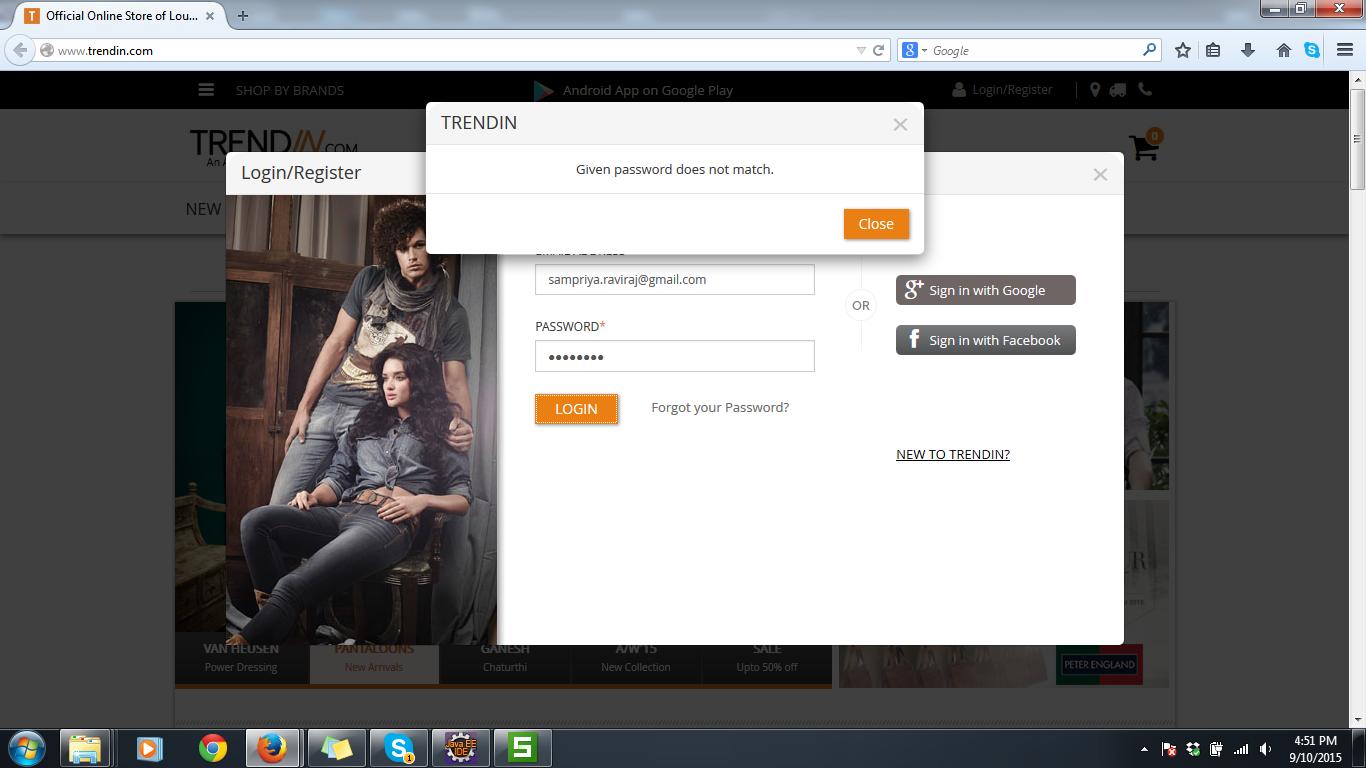 Official Online Store of Lou...
www.trendin.com
Google
SHOP BY BRANDS
Android App on Google Play
Login/Register
TRENDIN.COM
0
An
NEW
Login/Register
TRENDIN
Given password does not match.
Close
sampriya.raviraj@gmail.com
PASSWORD*
LOGIN
Forgot your Password?
OR
Sign in with Google
Sign in with Facebook
NEW TO TRENDIN?
VAN HEUSEN
Power Dressing
PANTALOONS
New Arrivals
GANESH
Chaturthi
A/W'15
New Collection
SALE
Upto 50% off
PETER ENGLAND
Java EE
IDE
1
4:51 PM
9/10/2015